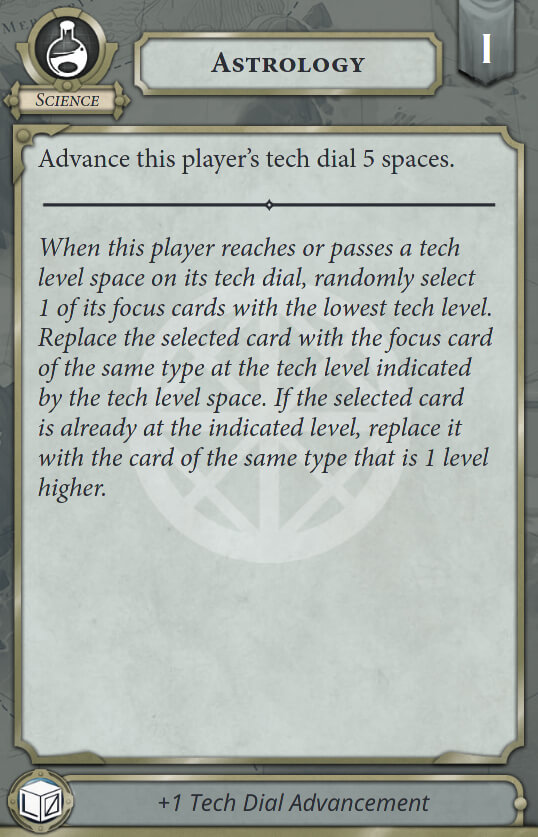 Astrology
I
Science
Advance this player's tech dial 5 spaces.
When this player reaches or passes a tech
level space on its tech dial, randomly select
1 of its focus cards with the lowest tech level.
Replace the selected card with the focus card
of the same type at the tech level indicated
by the tech level space. If the selected card
is already at the indicated level, replace it
with the card of the same type that is 1 level
higher.
+1 Tech Dial Advancement